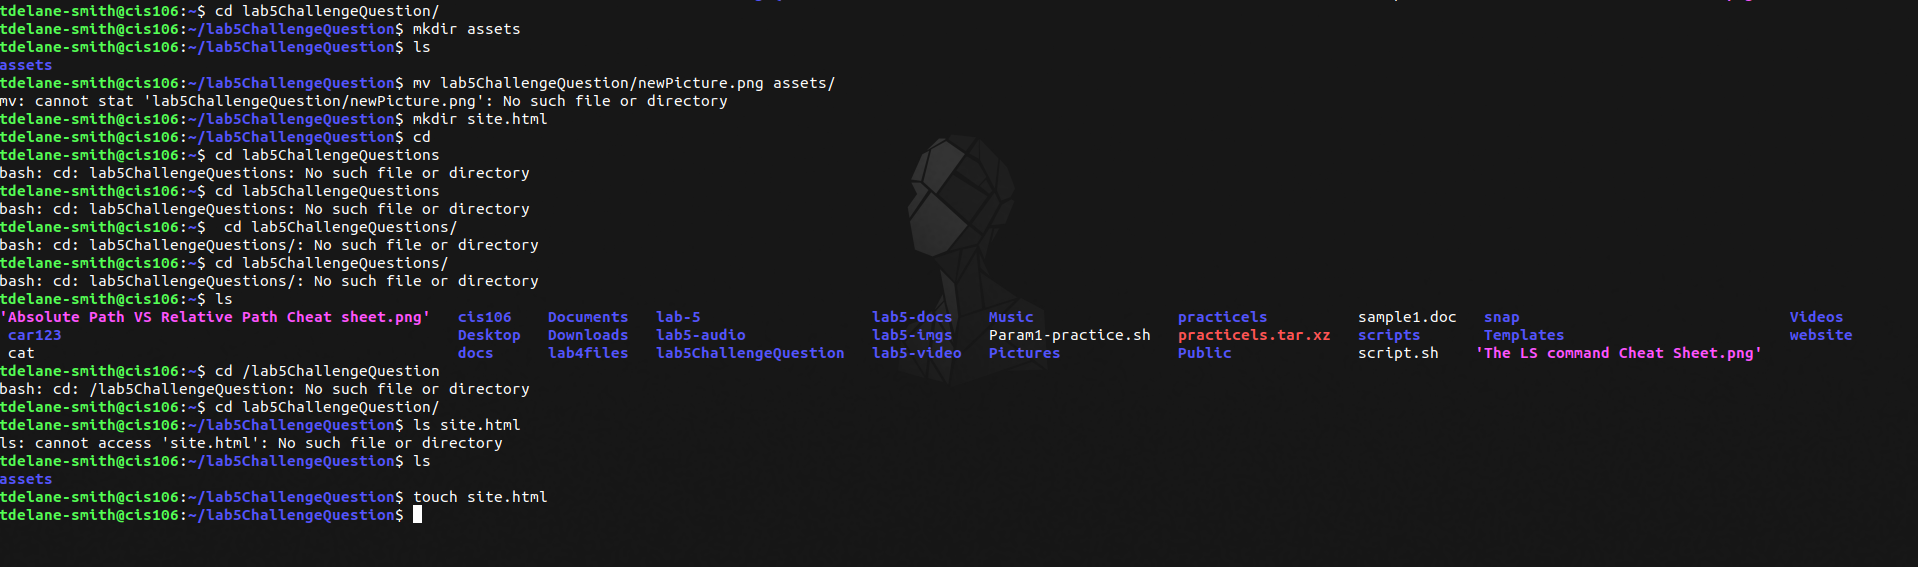 tdelane-smith@cis106:~$ cd lab5ChallengeQuestion/
tdelane-smith@cis106:~/lab5ChallengeQuestion$ mkdir assets
tdelane-smith@cis106:~/lab5ChallengeQuestion$ ls
assets
tdelane-smith@cis106:~/lab5ChallengeQuestion$ mv lab5ChallengeQuestion/newPicture.png assets/
mv: cannot stat 'lab5ChallengeQuestion/newPicture.png': No such file or directory
tdelane-smith@cis106:~/lab5ChallengeQuestion$ mkdir site.html
tdelane-smith@cis106:~/lab5ChallengeQuestion$ cd
tdelane-smith@cis106:~$ cd lab5ChallengeQuestions
bash: cd: lab5ChallengeQuestions: No such file or directory
tdelane-smith@cis106:~$ cd lab5ChallengeQuestions
bash: cd: lab5ChallengeQuestions: No such file or directory
tdelane-smith@cis106:~$  cd lab5ChallengeQuestions/
bash: cd: lab5ChallengeQuestions/: No such file or directory
tdelane-smith@cis106:~$ cd lab5ChallengeQuestions/
bash: cd: lab5ChallengeQuestions/: No such file or directory
tdelane-smith@cis106:~$ ls
'Absolute Path VS Relative Path Cheat sheet.png'   cis106   Documents   lab-5   lab5-docs   Music   practicels   sample1.doc   snap   Videos
car123   Desktop   Downloads   lab5-audio   lab5-imgs   Param1-practice.sh   practicels.tar.xz   scripts   Templates   website
cat   docs   lab4files   lab5ChallengeQuestion   lab5-video   Pictures   Public   script.sh   'The LS command Cheat Sheet.png'
tdelane-smith@cis106:~$ cd /lab5ChallengeQuestion
bash: cd: /lab5ChallengeQuestion: No such file or directory
tdelane-smith@cis106:~$ cd lab5ChallengeQuestion/
tdelane-smith@cis106:~/lab5ChallengeQuestion$ ls site.html
ls: cannot access 'site.html': No such file or directory
tdelane-smith@cis106:~/lab5ChallengeQuestion$ ls
assets
tdelane-smith@cis106:~/lab5ChallengeQuestion$ touch site.html
tdelane-smith@cis106:~/lab5ChallengeQuestion$